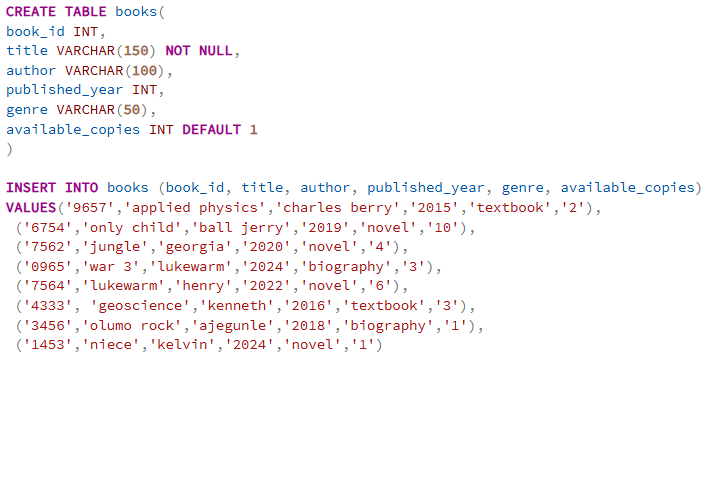 CREATE TABLE books(
book_id INT,
title VARCHAR(150) NOT NULL,
author VARCHAR(100),
published_year INT,
genre VARCHAR(50),
available_copies INT DEFAULT 1
)
INSERT INTO books (book_id, title, author, published_year, genre, available_copies)
VALUES('9657','applied physics','charles berry','2015','textbook','2'),
('6754','only child','ball jerry','2019','novel','10'),
('7562','jungle','georgia','2020','novel','4'),
('0965','war 3','lukewarm','2024','biography','3'),
('7564','lukewarm','henry','2022','novel','6'),
('4333', 'geoscience','kenneth','2016','textbook','3'),
('3456','olumo rock','ajegunle','2018','biography','1'),
('1453','niece','kelvin','2024','novel','1')